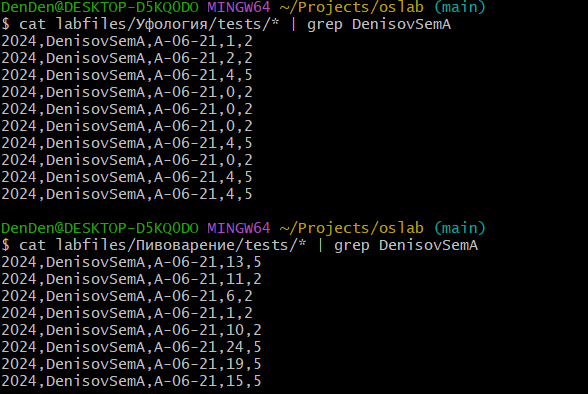 DenDen@DESKTOP-D5KQ0DO MINGW64 ~/Projects/oslab (main)
$ cat labfiles/Уфология/tests/* | grep DenisovSemA
2024,DenisovSemA,A-06-21,1,2
2024,DenisovSemA,A-06-21,2,2
2024,DenisovSemA,A-06-21,4,5
2024,DenisovSemA,A-06-21,0,2
2024,DenisovSemA,A-06-21,0,2
2024,DenisovSemA,A-06-21,0,2
2024,DenisovSemA,A-06-21,4,5
2024,DenisovSemA,A-06-21,0,2
2024,DenisovSemA,A-06-21,4,5
2024,DenisovSemA,A-06-21,4,5
DenDen@DESKTOP-D5KQ0DO MINGW64 ~/Projects/oslab (main)
$ cat labfiles/Пивоварение/tests/* | grep DenisovSemA
2024,DenisovSemA,A-06-21,13,5
2024,DenisovSemA,A-06-21,11,2
2024,DenisovSemA,A-06-21,6,2
2024,DenisovSemA,A-06-21,1,2
2024,DenisovSemA,A-06-21,10,2
2024,DenisovSemA,A-06-21,24,5
2024,DenisovSemA,A-06-21,19,5
2024,DenisovSemA,A-06-21,15,5